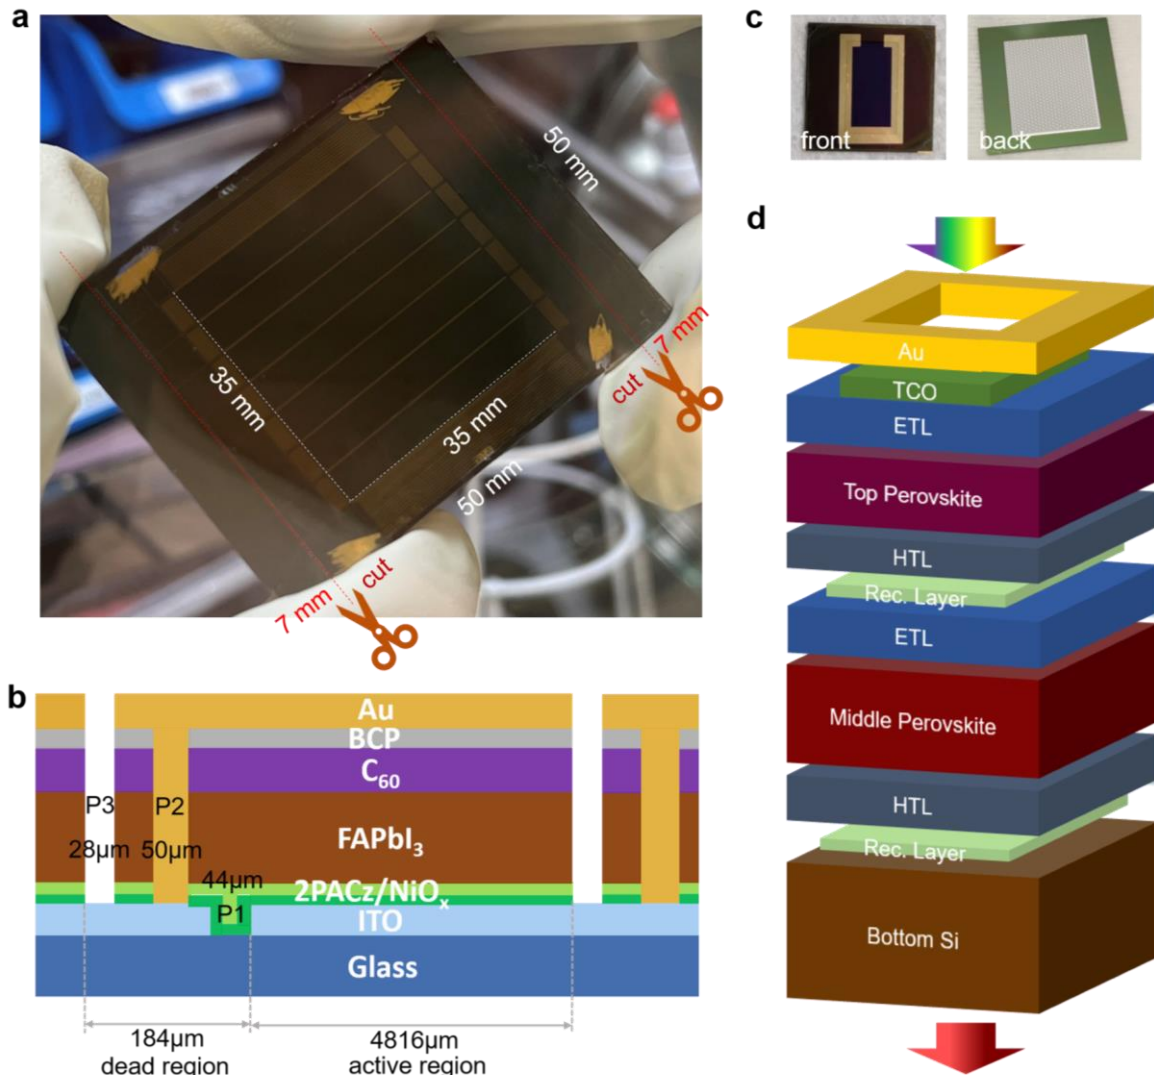 a
50 mm
35 mm
35 mm
50 mm
7 mm
cut
7 mm
cut
b
Au
BCP
C₆₀
P3
P2
FAPbI₃
28μm
50μm
44μm
2PACz/NiOₓ
P1
ITO
Glass
184μm
dead region
4816μm
active region
c
front
back
d
Au
TCO
ETL
Top Perovskite
HTL
Rec. Layer
ETL
Middle Perovskite
HTL
Rec. Layer
Bottom Si